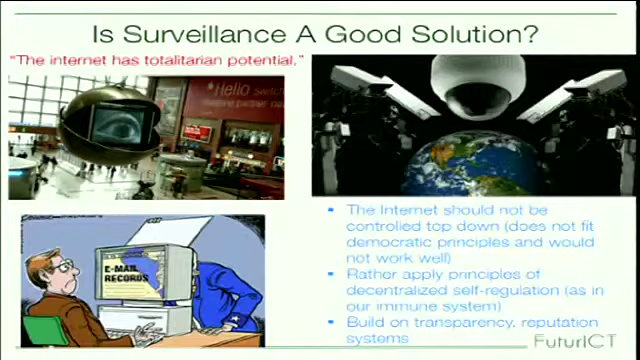 Is Surveillance A Good Solution?
"The internet has totalitarian potential,"
"Hello
E-MAIL
RECORDS
The Internet should not be
controlled top down (does not fit
democratic principles and would
not work well)
Rather apply principles of
decentralized self-regulation (as in
our immune system)
Build on transparency, reputation
systems
FuturICT